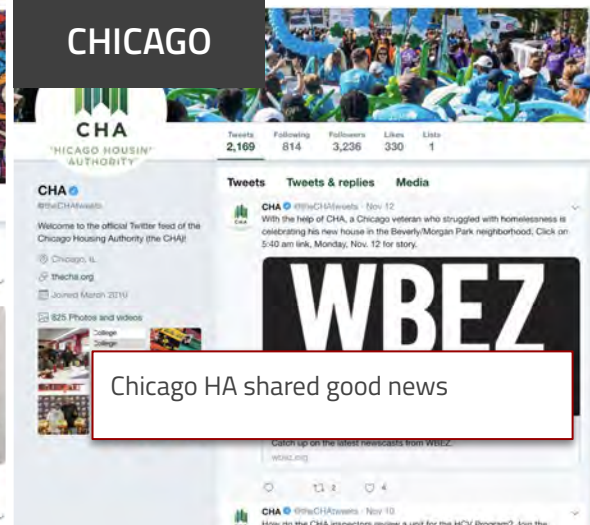 CHICAGO
CHA
CHICAGO HOUSING
AUTHORITY
Tweets Following Followers Likes Lists
2,169 814 3,236 330 1
CHA
@theCHAtweets
Welcome to the official Twitter feed of the
Chicago Housing Authority (the CHA)!
Chicago, IL
thecha.org
Joined March 2010
825 Photos and videos
College
College
Tweets Tweets & replies Media
CHA
CHA @theCHAtweets · Nov 12
With the help of CHA, a Chicago veteran who struggled with homelessness is
celebrating his new house in the Beverly/Morgan Park neighborhood. Click on
5:40 am link, Monday, Nov. 12 for story.
WBEZ
Chicago HA shared good news
Catch up on the latest newscasts from WBEZ.
wbez.org
2 4
CHA @theCHAtweets · Nov 10
How do the CHA inspectors review a unit for the HCV Program? Join the